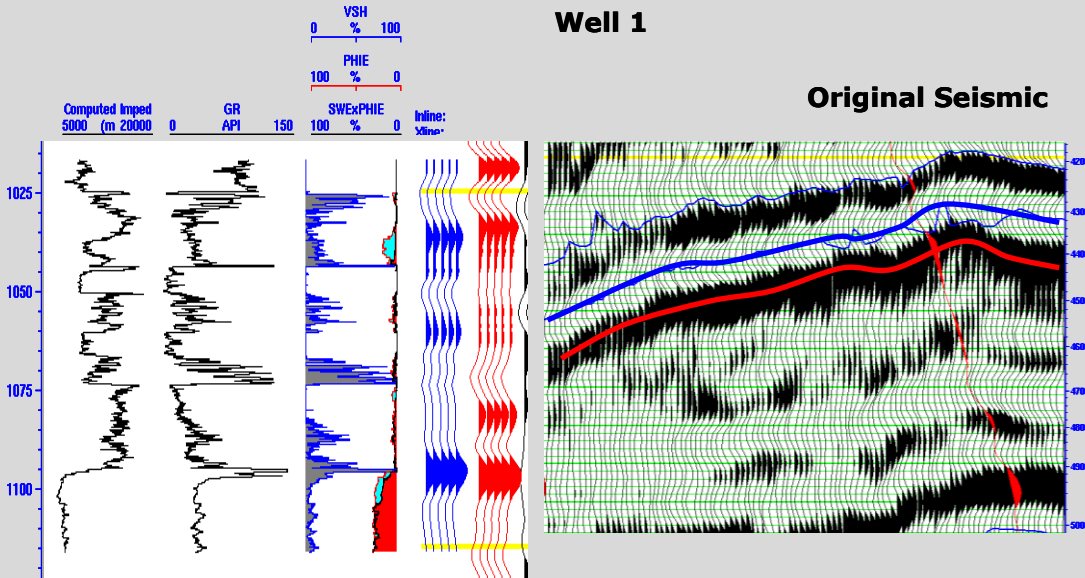 Well 1
Original Seismic
VSH
0 % 100
PHIE
100 % 0
Computed Imped
5000 (m 20000
GR
0 API 150
SWExPHIE
100 % 0
Inline:
Xline:
1025
1050
1075
1100
420
430
440
450
460
470
480
490
500